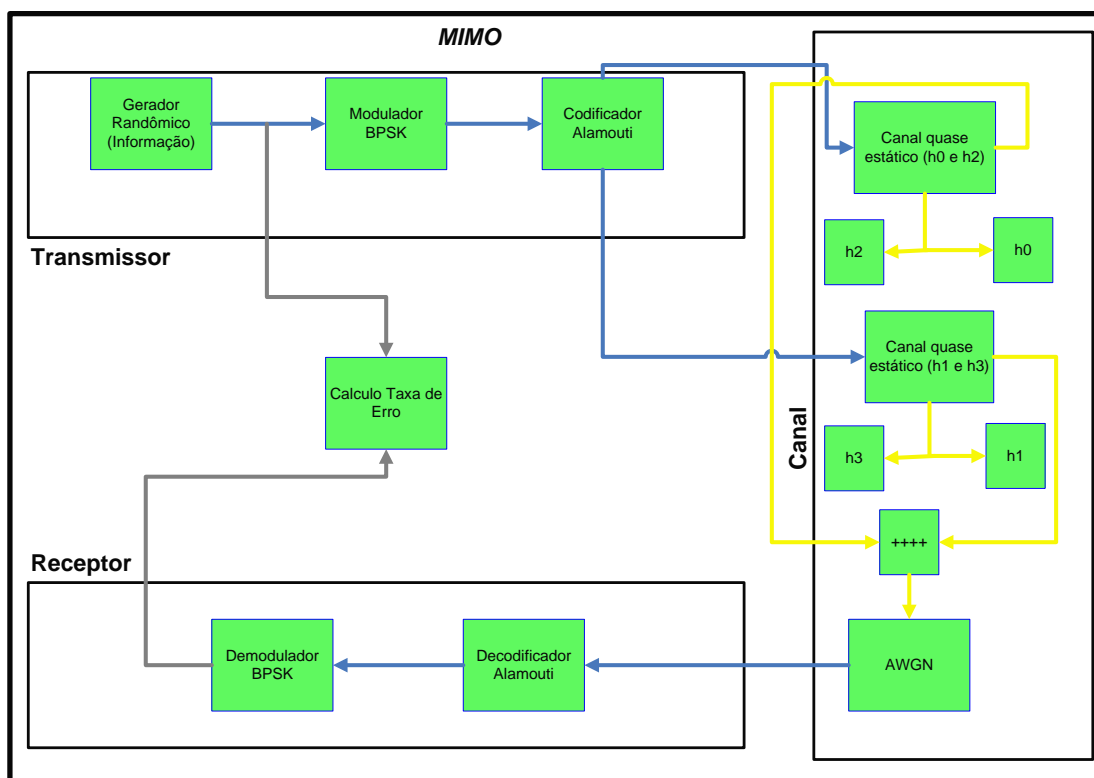 MIMO
Gerador
Randômico
(Informação)
Modulador
BPSK
Codificador
Alamouti
Transmissor
Canal quase
estático (h0 e h2)
h2
h0
Canal quase
estático (h1 e h3)
h3
h1
Canal
++++
AWGN
Calculo Taxa de
Erro
Receptor
Demodulador
BPSK
Decodificador
Alamouti